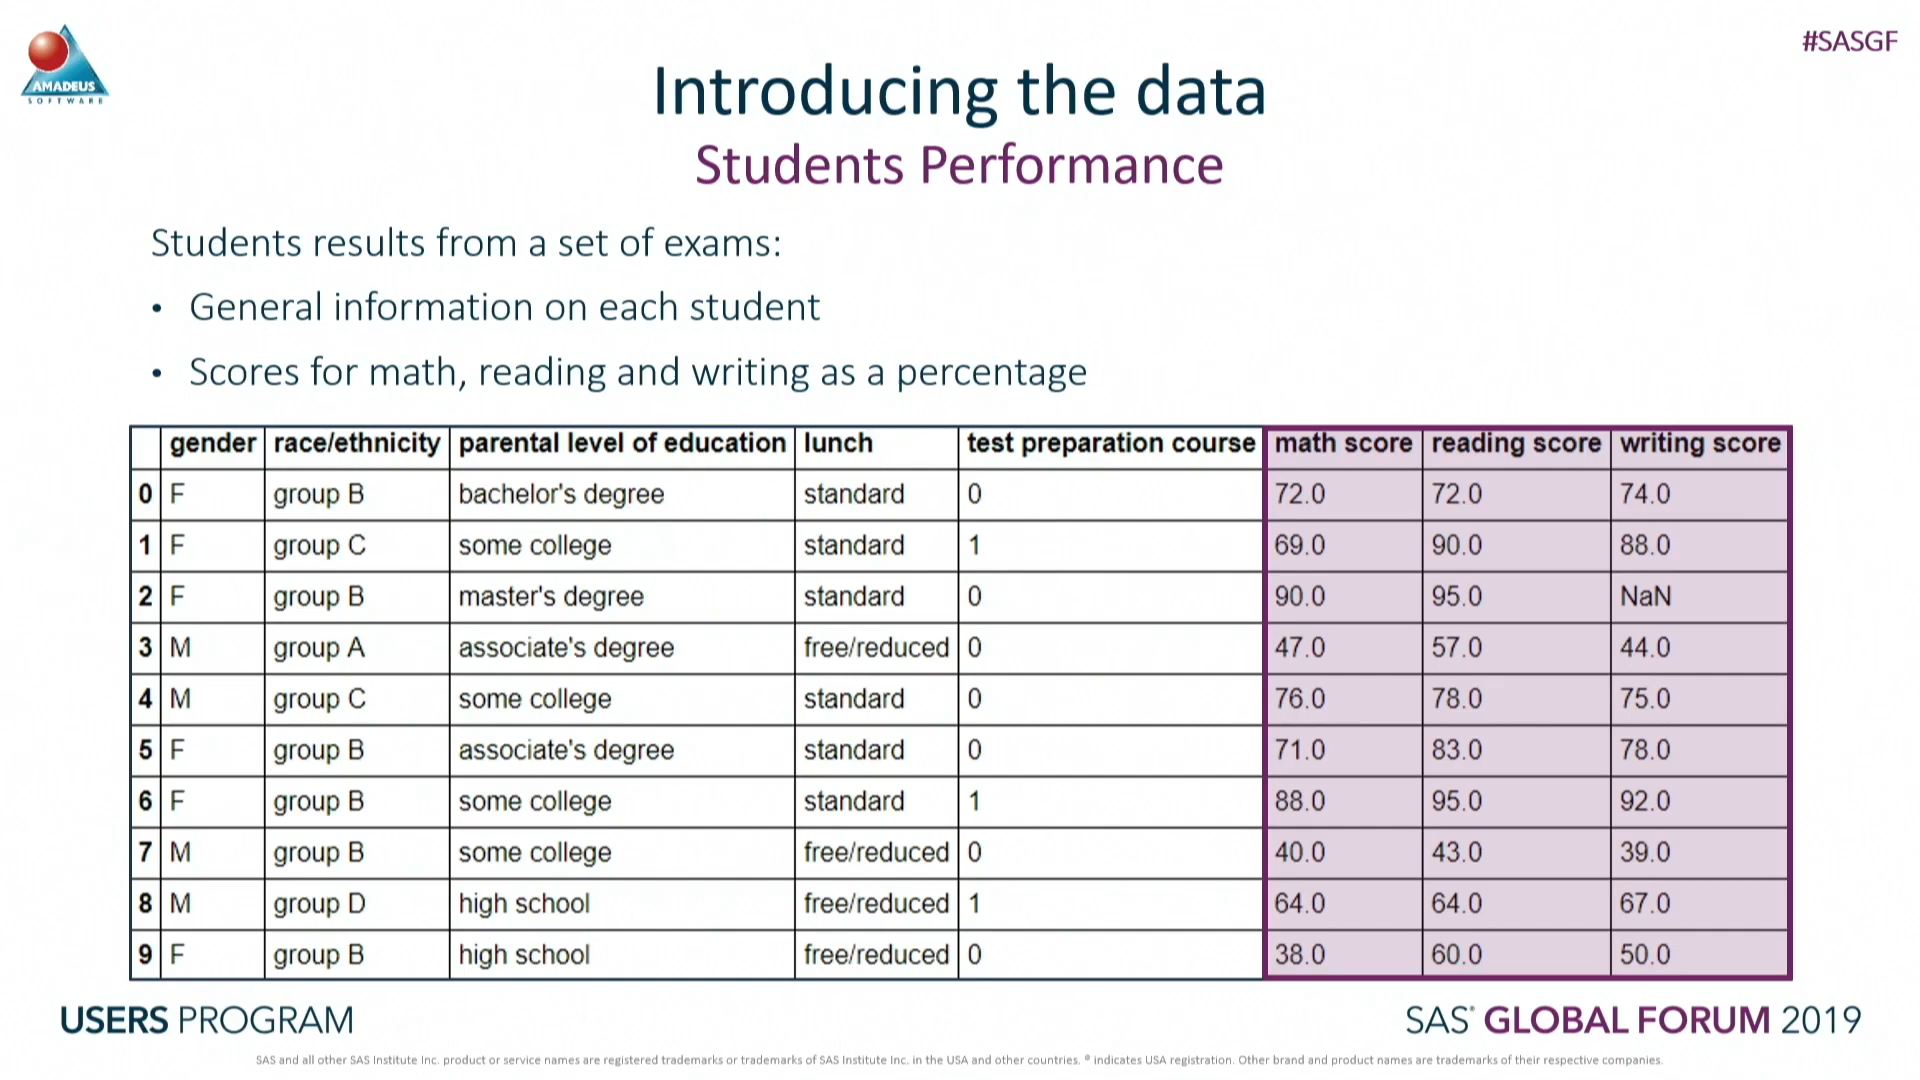 AMADEUS
SOFTWARE
#SASGF
Introducing the data
Students Performance
Students results from a set of exams:
• General information on each student
• Scores for math, reading and writing as a percentage
gender race/ethnicity parental level of education lunch test preparation course math score reading score writing score
0 F group B bachelor's degree standard 0 72.0 72.0 74.0
1 F group C some college standard 1 69.0 90.0 88.0
2 F group B master's degree standard 0 90.0 95.0 NaN
3 M group A associate's degree free/reduced 0 47.0 57.0 44.0
4 M group C some college standard 0 76.0 78.0 75.0
5 F group B associate's degree standard 0 71.0 83.0 78.0
6 F group B some college standard 1 88.0 95.0 92.0
7 M group B some college free/reduced 0 40.0 43.0 39.0
8 M group D high school free/reduced 1 64.0 64.0 67.0
9 F group B high school free/reduced 0 38.0 60.0 50.0
USERS PROGRAM
SAS® GLOBAL FORUM 2019
SAS and all other SAS Institute Inc. product or service names are registered trademarks or trademarks of SAS Institute Inc. in the USA and other countries. ® indicates USA registration. Other brand and product names are trademarks of their respective companies.